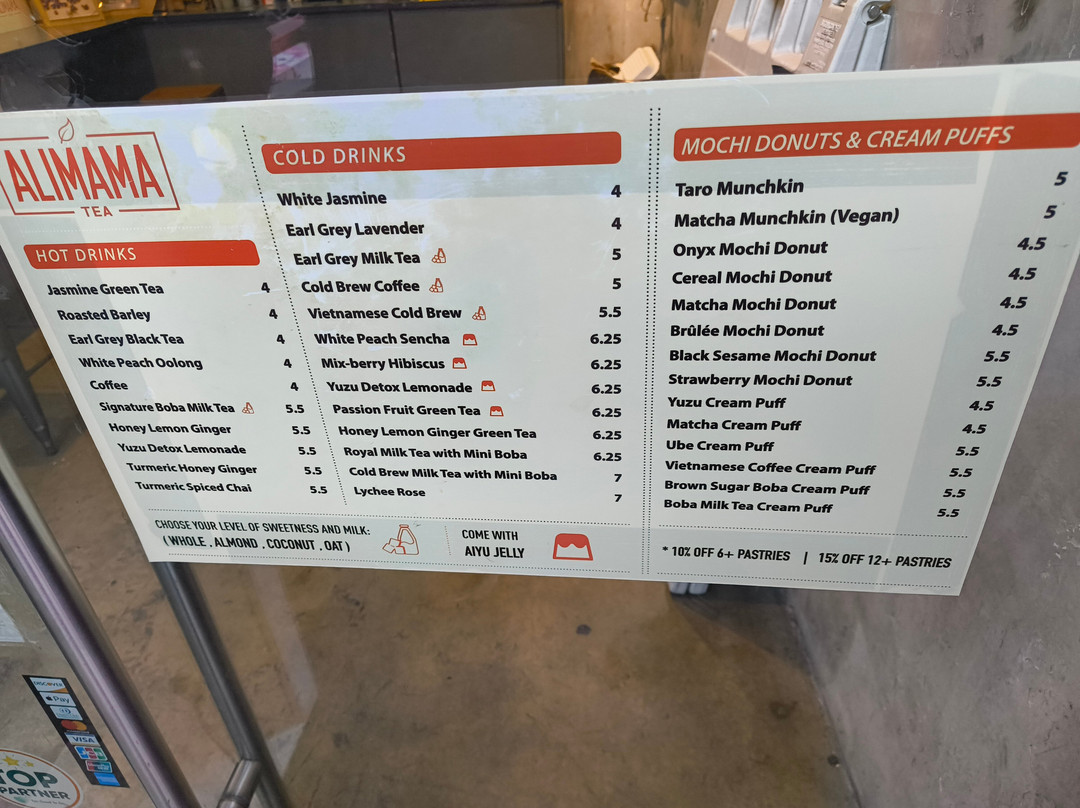 ALIMAMA
TEA
HOT DRINKS
Jasmine Green Tea 4
Roasted Barley 4
Earl Grey Black Tea 4
White Peach Oolong 4
Coffee 4
Signature Boba Milk Tea 5.5
Honey Lemon Ginger 5.5
Yuzu Detox Lemonade 5.5
Turmeric Honey Ginger 5.5
Turmeric Spiced Chai 5.5
COLD DRINKS
White Jasmine 4
Earl Grey Lavender 4
Earl Grey Milk Tea 5
Cold Brew Coffee 5
Vietnamese Cold Brew 5.5
White Peach Sencha 6.25
Mix-berry Hibiscus 6.25
Yuzu Detox Lemonade 6.25
Passion Fruit Green Tea 6.25
Honey Lemon Ginger Green Tea 6.25
Royal Milk Tea with Mini Boba 6.25
Cold Brew Milk Tea with Mini Boba 7
Lychee Rose 7
CHOOSE YOUR LEVEL OF SWEETNESS AND MILK:
(WHOLE , ALMOND , COCONUT , OAT)
COME WITH
AIYU JELLY
MOCHI DONUTS & CREAM PUFFS
Taro Munchkin 5
Matcha Munchkin (Vegan) 5
Onyx Mochi Donut 4.5
Cereal Mochi Donut 4.5
Matcha Mochi Donut 4.5
Brûlée Mochi Donut 4.5
Black Sesame Mochi Donut 5.5
Strawberry Mochi Donut 5.5
Yuzu Cream Puff 4.5
Matcha Cream Puff 4.5
Ube Cream Puff 5.5
Vietnamese Coffee Cream Puff 5.5
Brown Sugar Boba Cream Puff 5.5
Boba Milk Tea Cream Puff 5.5
* 10% OFF 6+ PASTRIES | 15% OFF 12+ PASTRIES
DISCOVER
Pay
VISA
TOP
PARTNER